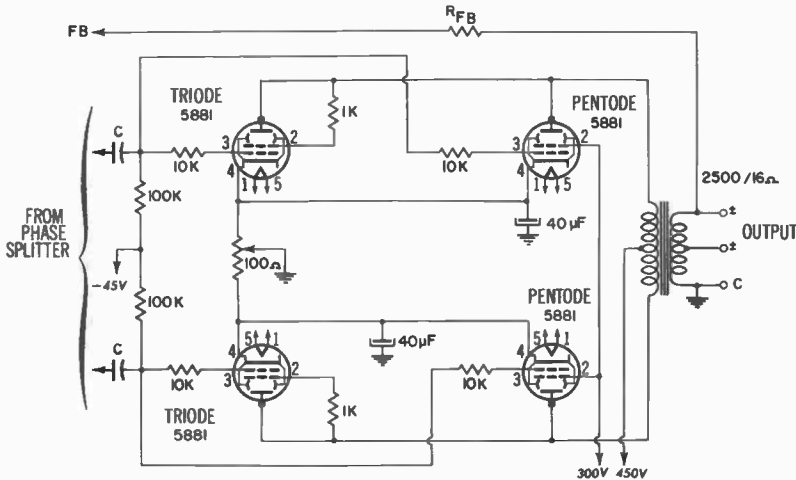 FB
R FB
TRIODE
5881
1K
PENTODE
5881
C
3
2
4
1
5
10K
10K
3
2
4
1
5
2500/16Ω
100K
FROM
PHASE
SPLITTER
-45V
100Ω
40µF
±
±
OUTPUT
C
100K
PENTODE
5881
C
5
1
4
3
2
40µF
5
1
4
3
2
10K
10K
TRIODE
5881
1K
300V
450V